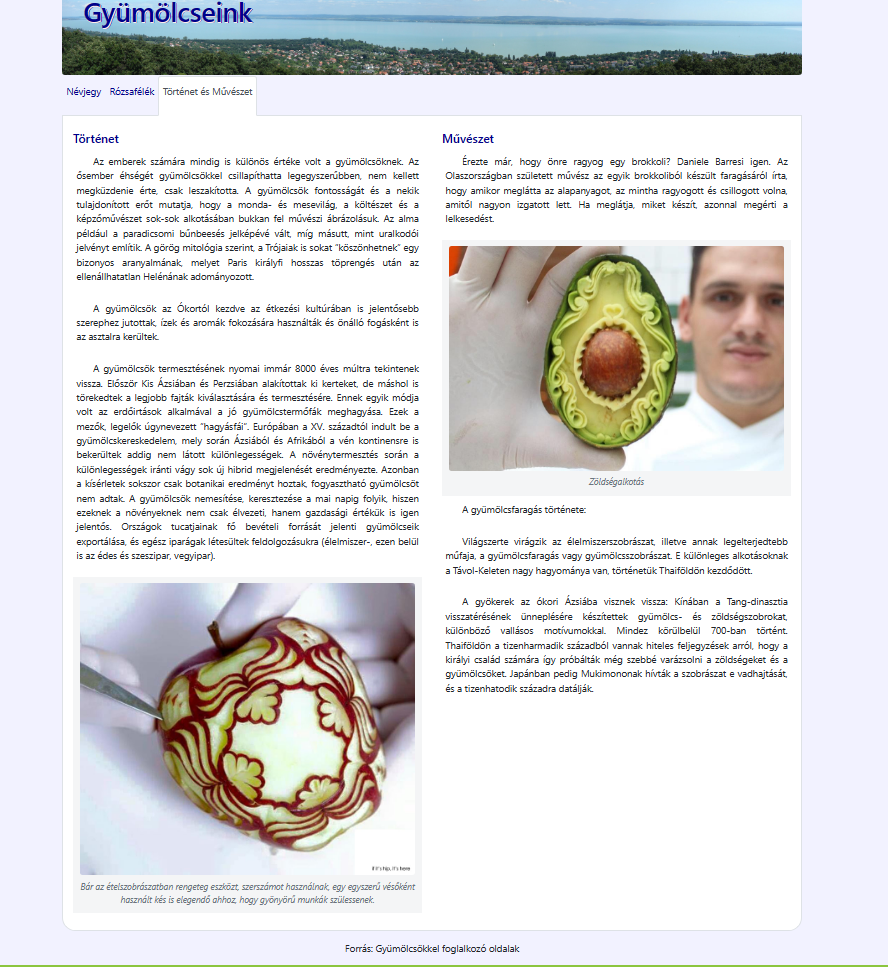 Gyümölcseink
Névjegy Rózsafélék Történet és Művészet
Történet
Az emberek számára mindig is különös értéke volt a gyümölcsöknek. Az
ősember éhségét gyümölcsökkel csillapíthatta legegyszerűbben, nem kellett
megküzdenie érte, csak leszakította. A gyümölcsök fontosságát és a nekik
tulajdonított erőt mutatja, hogy a monda- és mesevilág, a költészet és a
képzőművészet sok-sok alkotásában bukkan fel művészi ábrázolásuk. Az alma
például a paradicsomi bűnbeesés jelképévé vált, míg másutt, mint uralkodói
jelvényt említik. A görög mitológia szerint, a Trójaiak is sokat "köszönhetnek" egy
bizonyos aranyalmának, melyet Paris királyfi hosszas töprengés után az
ellenállhatatlan Helénának adományozott.
A gyümölcsök az Ókortól kezdve az étkezési kultúrában is jelentősebb
szerephez jutottak, ízek és aromák fokozására használták és önálló fogásként is
az asztalra kerültek.
A gyümölcsök termesztésének nyomai immár 8000 éves múltra tekintenek
vissza. Először Kis Ázsiában és Perzsiában alakítottak ki kerteket, de máshol is
törekedtek a legjobb fajták kiválasztására és termesztésére. Ennek egyik módja
volt az erdőirtások alkalmával a jó gyümölcstermőfák meghagyása. Ezek a
mezők, legelők úgynevezett "hagyásfái". Európában a XV. századtól indult be a
gyümölcskereskedelem, mely során Ázsiából és Afrikából a vén kontinensre is
bekerültek addig nem látott különlegességek. A növénytermesztés során a
különlegességek iránti vágy sok új hibrid megjelenését eredményezte. Azonban
a kísérletek sokszor csak botanikai eredményt hoztak, fogyasztható gyümölcsöt
nem adtak. A gyümölcsök nemesítése, keresztezése a mai napig folyik, hiszen
ezeknek a növényeknek nem csak élvezeti, hanem gazdasági értékük is igen
jelentős. Országok tucatjainak fő bevételi forrását jelenti gyümölcseik
exportálása, és egész iparágak létesültek feldolgozásukra (élelmiszer-, ezen belül
is az édes és szeszipar, vegyipar).
if it's hip, it's here
Bár az ételszobrászatban rengeteg eszközt, szerszámot használnak, egy egyszerű vésőként
használt kés is elegendő ahhoz, hogy gyönyörű munkák szülessenek.
Művészet
Érezte már, hogy önre ragyog egy brokkoli? Daniele Barresi igen. Az
Olaszországban született művész az egyik brokkoliból készült faragásáról írta,
hogy amikor meglátta az alapanyagot, az mintha ragyogott és csillogott volna,
amitől nagyon izgatott lett. Ha meglátja, miket készít, azonnal megérti a
lelkesedést.
Zöldségalkotás
A gyümölcsfaragás története:
Világszerte virágzik az élelmiszerszobrászat, illetve annak legelterjedtebb
műfaja, a gyümölcsfaragás vagy gyümölcsszobrászat. E különleges alkotásoknak
a Távol-Keleten nagy hagyománya van, történetük Thaiföldön kezdődött.
A gyökerek az ókori Ázsiába visznek vissza: Kínában a Tang-dinasztia
visszatérésének ünneplésére készítettek gyümölcs- és zöldségszobrokat,
különböző vallásos motívumokkal. Mindez körülbelül 700-ban történt.
Thaiföldön a tizenharmadik századból vannak hiteles feljegyzések arról, hogy a
királyi család számára így próbálták még szebbé varázsolni a zöldségeket és a
gyümölcsöket. Japánban pedig Mukimononak hívták a szobrászat e vadhajtását,
és a tizenhatodik századra datálják.
Forrás: Gyümölcsökkel foglalkozó oldalak